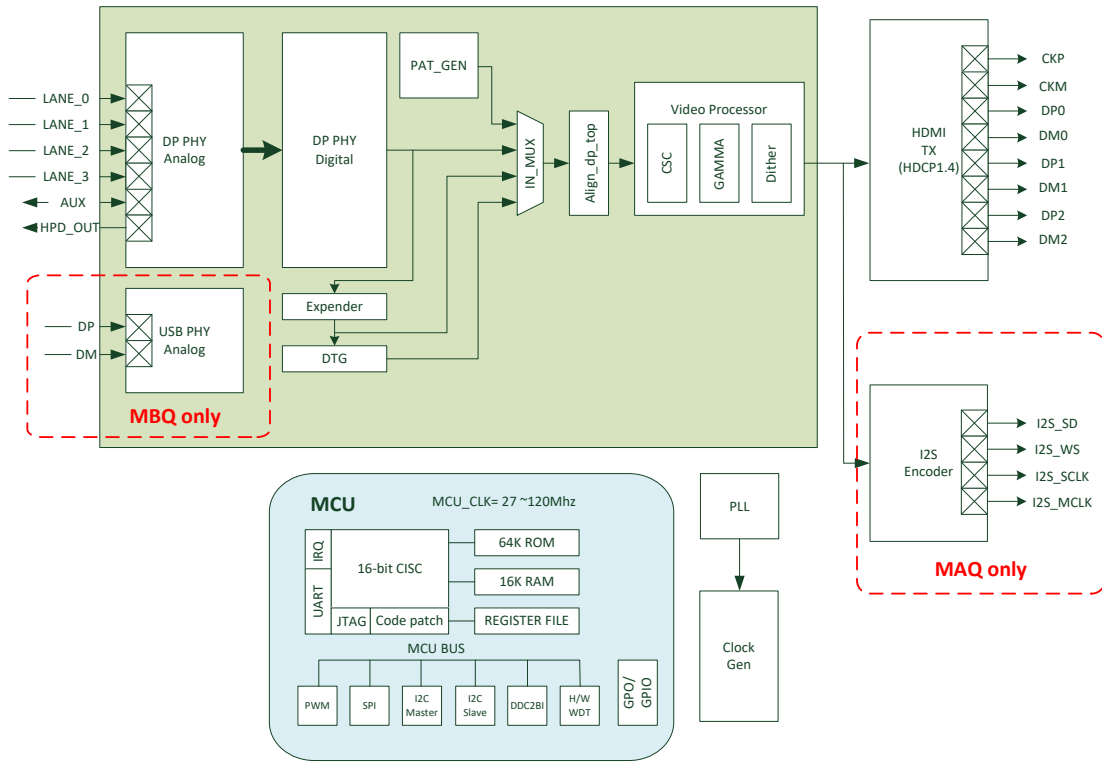 LANE_0
LANE_1
LANE_2
LANE_3
AUX
HPD_OUT
DP PHY
Analog
DP PHY
Digital
PAT_GEN
IN_MUX
Align_dp_top
Video Processor
CSC
GAMMA
Dither
HDMI
TX
(HDCP1.4)
CKP
CKM
DP0
DM0
DP1
DM1
DP2
DM2
DP
DM
USB PHY
Analog
MBQ only
Expender
DTG
I2S
Encoder
I2S_SD
I2S_WS
I2S_SCLK
I2S_MCLK
MAQ only
MCU
MCU_CLK= 27 ~120Mhz
IRQ
UART
16-bit CISC
JTAG
Code patch
64K ROM
16K RAM
REGISTER FILE
MCU BUS
PWM
SPI
I2C
Master
I2C
Slave
DDC2BI
H/W
WDT
GPO/
GPIO
PLL
Clock
Gen